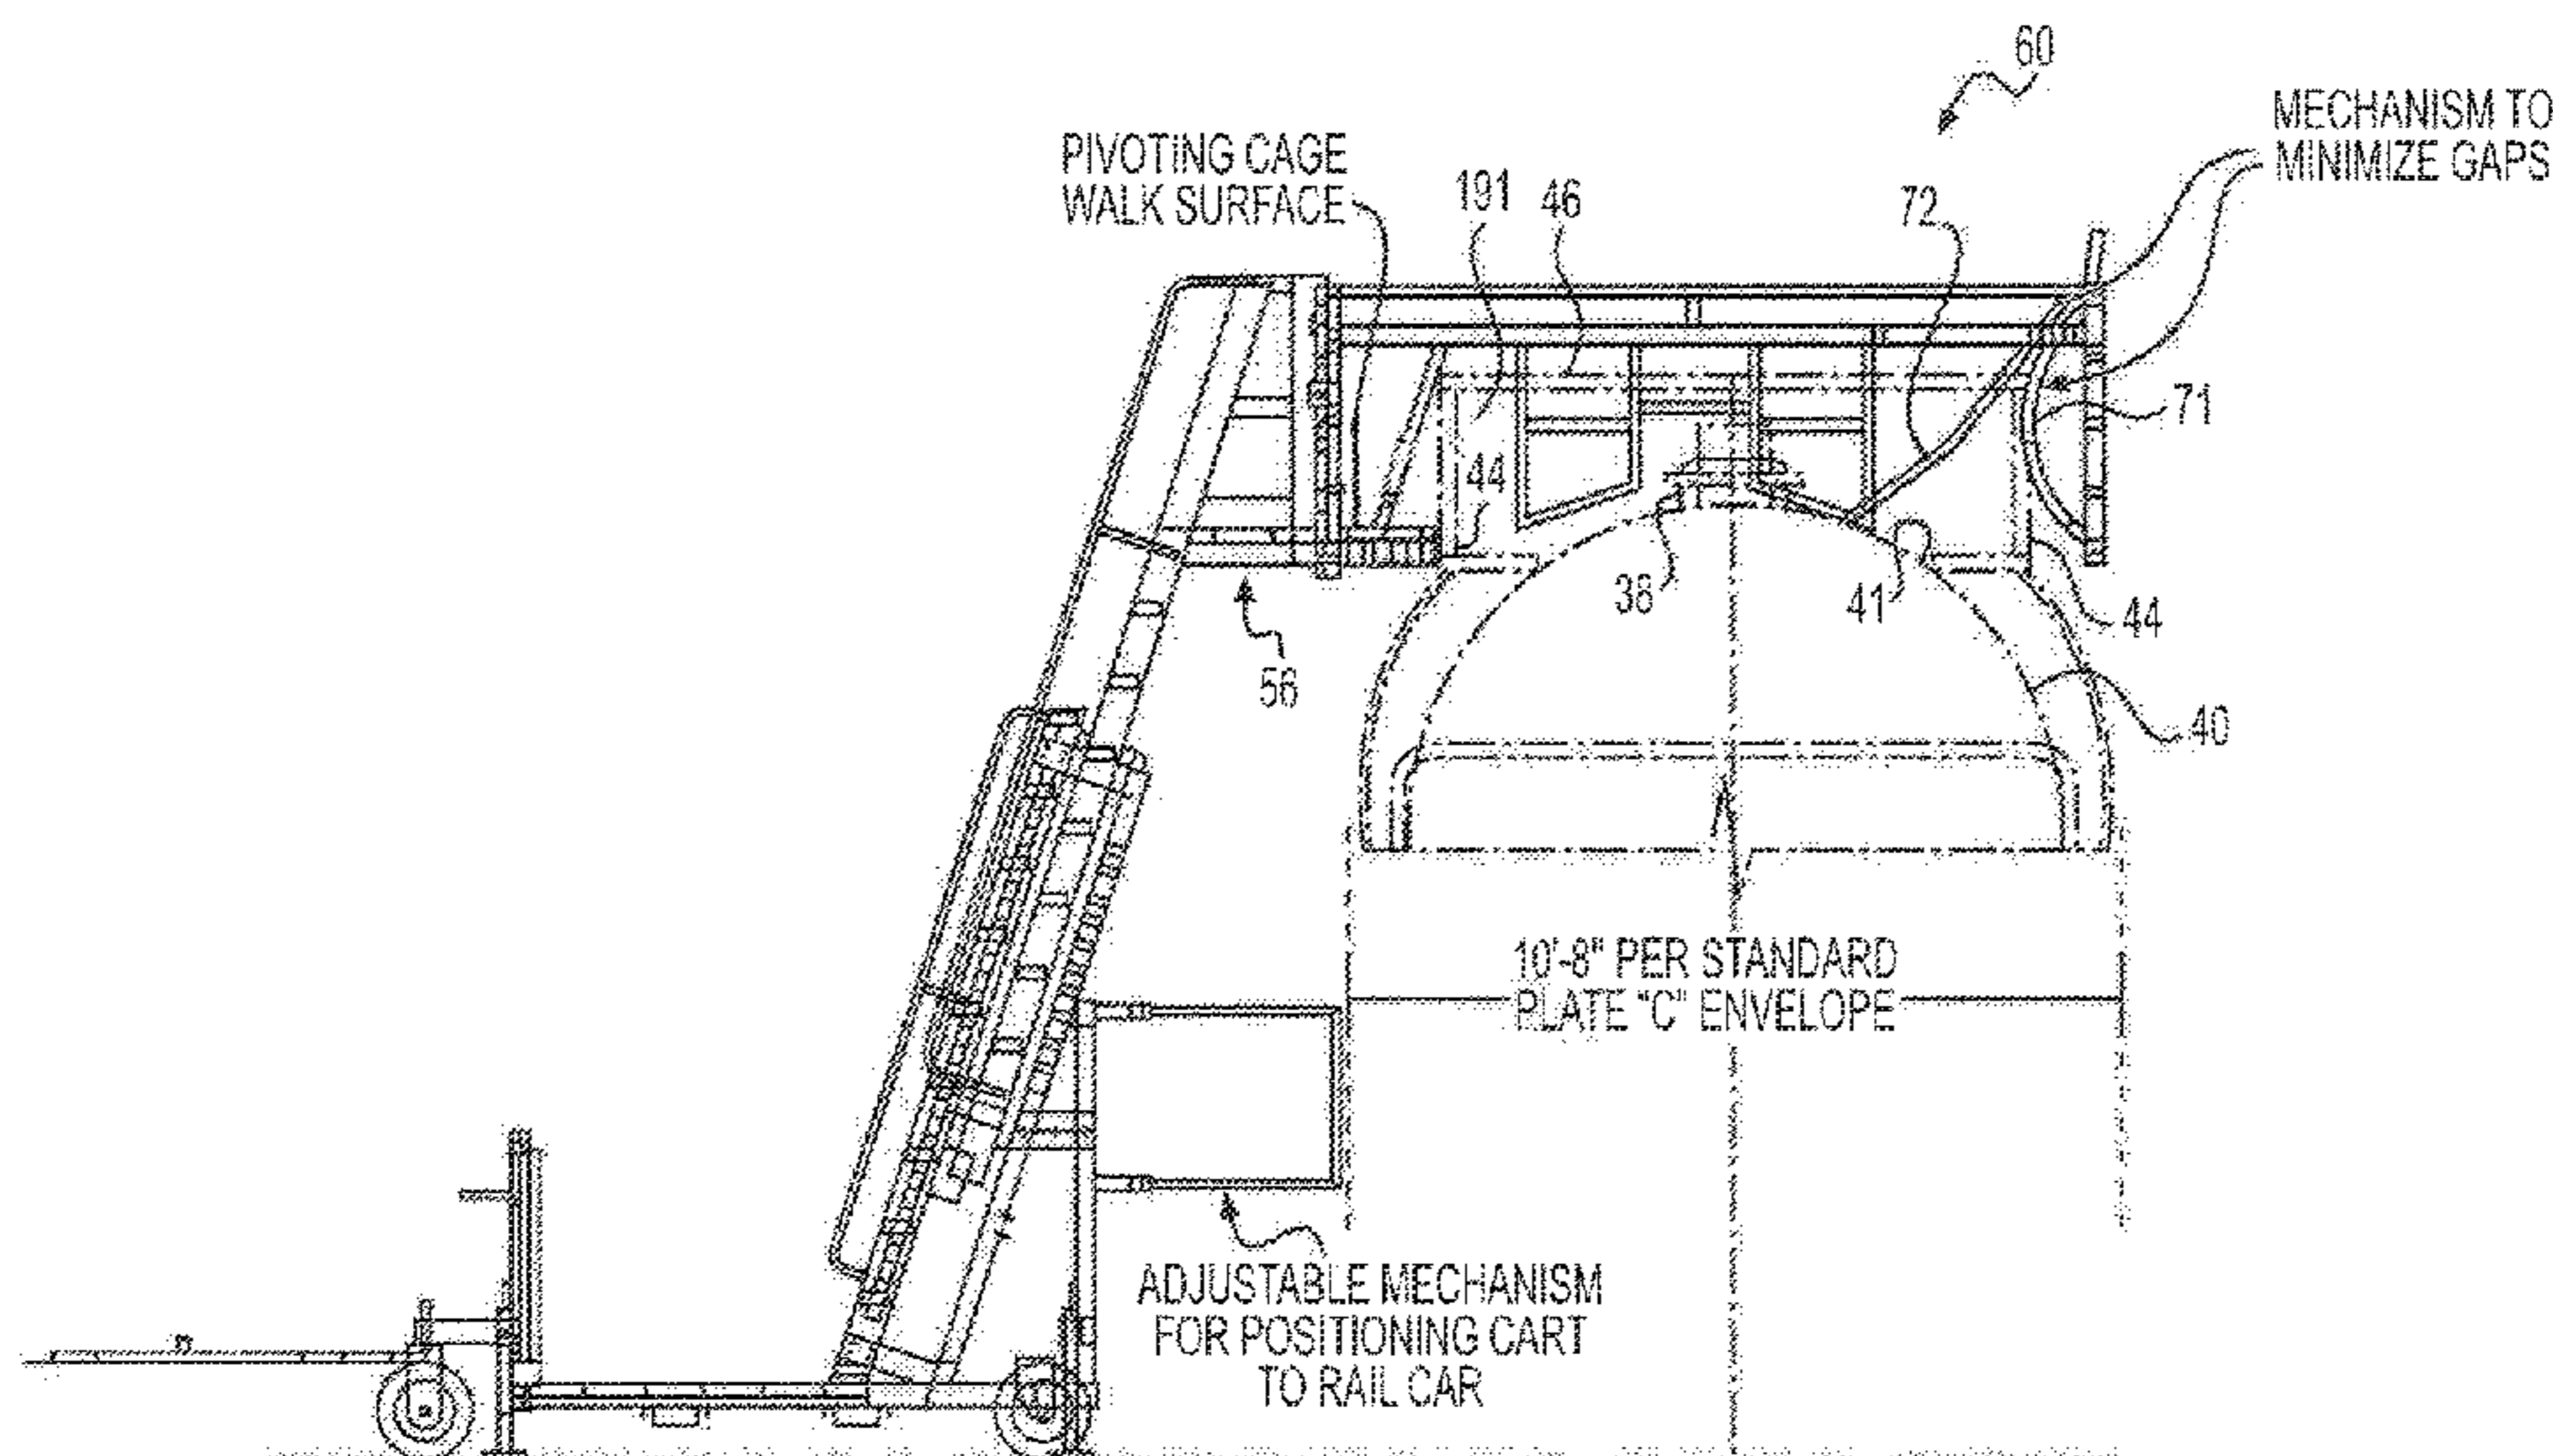 60
MECHANISM TO
MINIMIZE GAPS
PIVOTING CAGE
WALK SURFACE
191
46
72
71
44
38
41
44
56
40
10'-8" PER STANDARD
PLATE "C" ENVELOPE
ADJUSTABLE MECHANISM
FOR POSITIONING CART
TO RAIL CAR